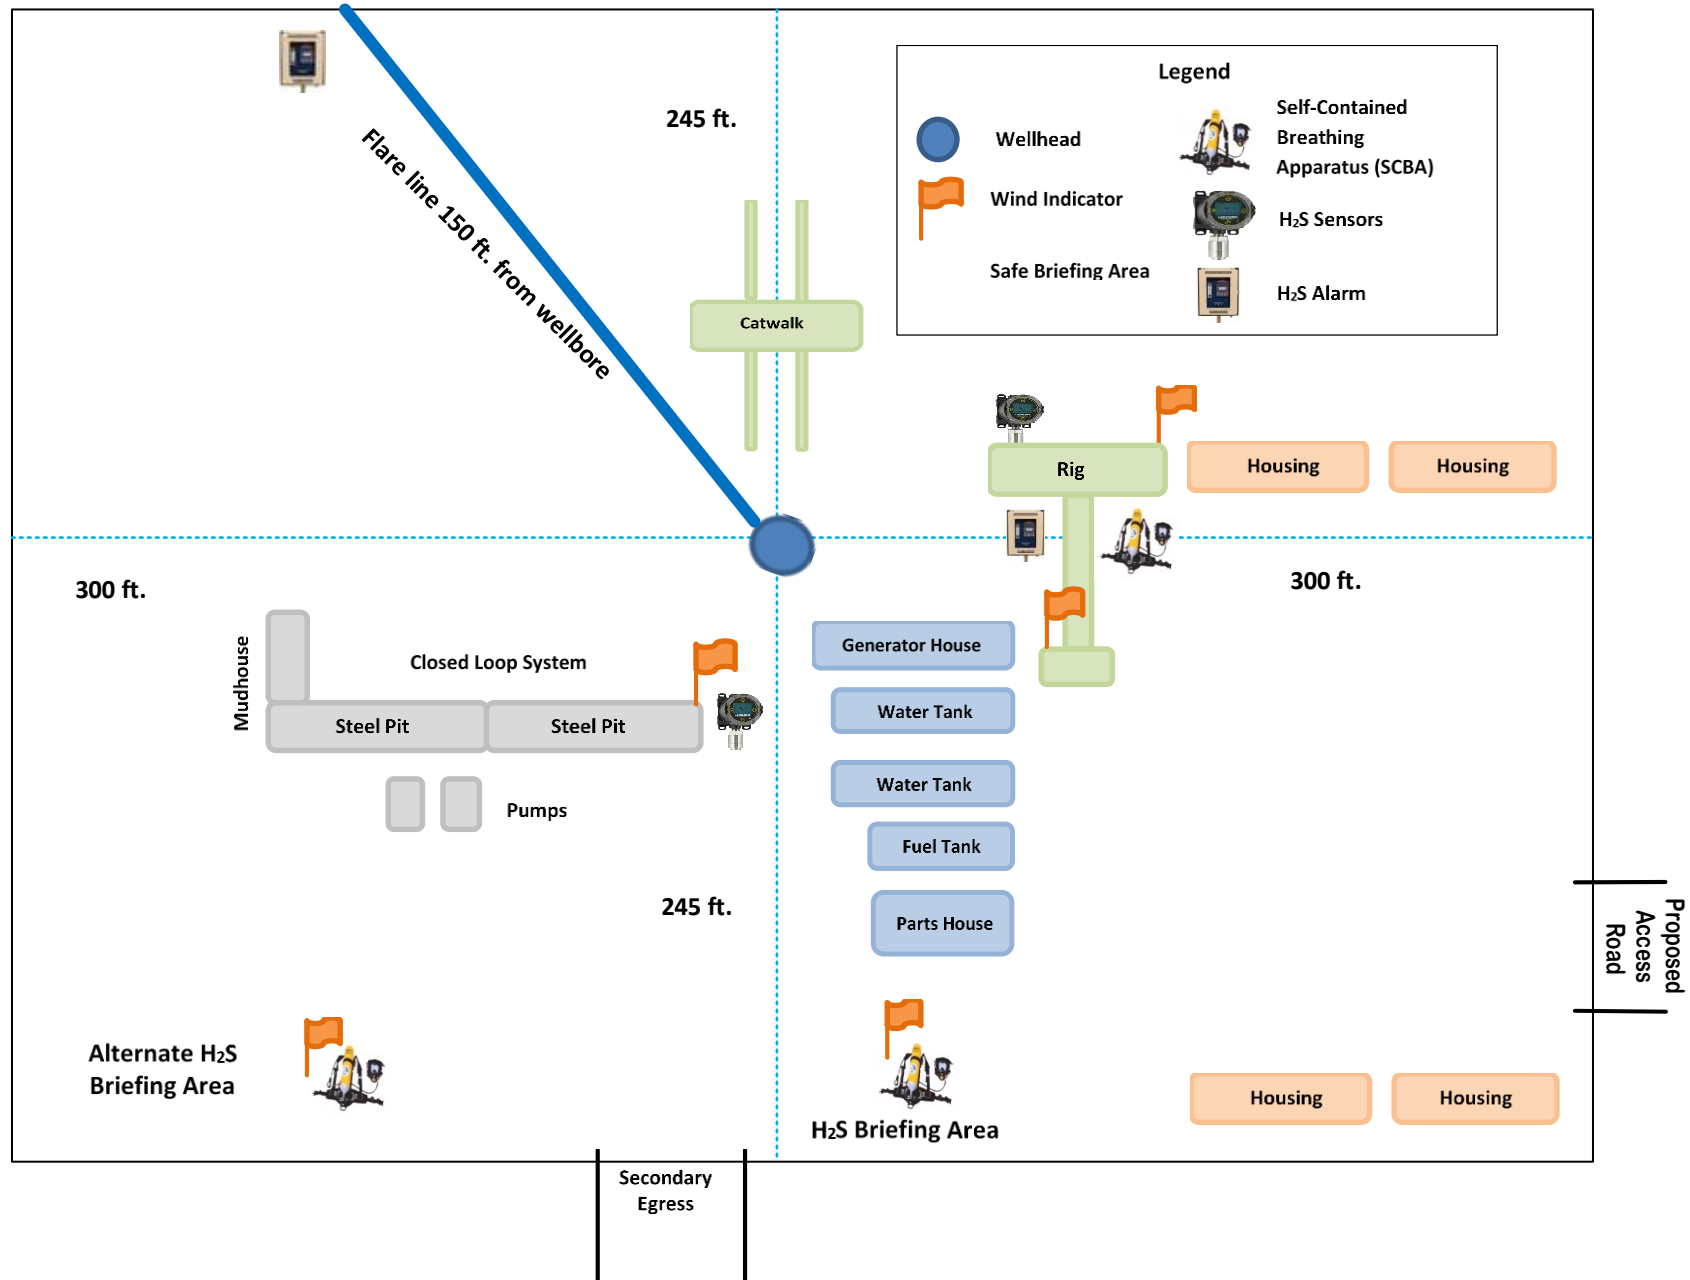 245 ft.
Flare line 150 ft. from wellbore
Legend
Wellhead
Wind Indicator
Safe Briefing Area
Self-Contained
Breathing
Apparatus (SCBA)
H2S Sensors
H2S Alarm
Catwalk
Rig
Housing
Housing
300 ft.
300 ft.
Mudhouse
Closed Loop System
Steel Pit
Steel Pit
Pumps
Generator House
Water Tank
Water Tank
Fuel Tank
Parts House
245 ft.
Proposed
Access
Road
Alternate H2S
Briefing Area
H2S Briefing Area
Housing
Housing
Secondary
Egress